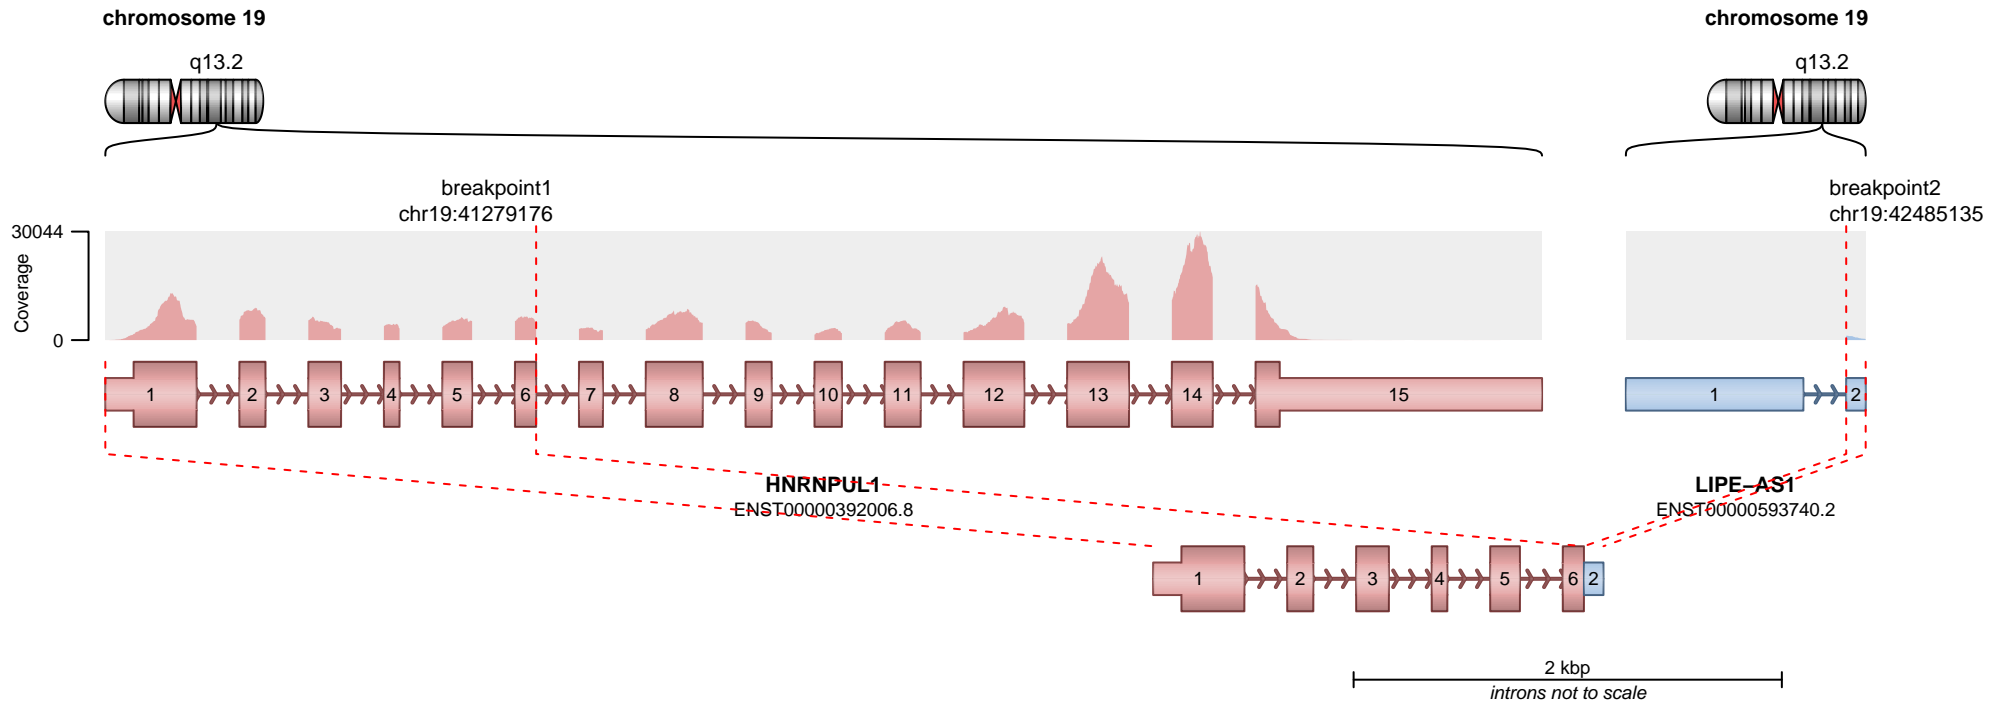 chromosome 19
chromosome 19
q13.2
q13.2
breakpoint1
chr19:41279176
breakpoint2
chr19:42485135
30044
Coverage
0
1 2 3 4 5 6 7 8 9 10 11 12 13 14 15
1 2
HNRNPUL1
ENST00000392006.8
LIPE–AS1
ENST00000593740.2
1 2 3 4 5 6 2
2 kbp
introns not to scale